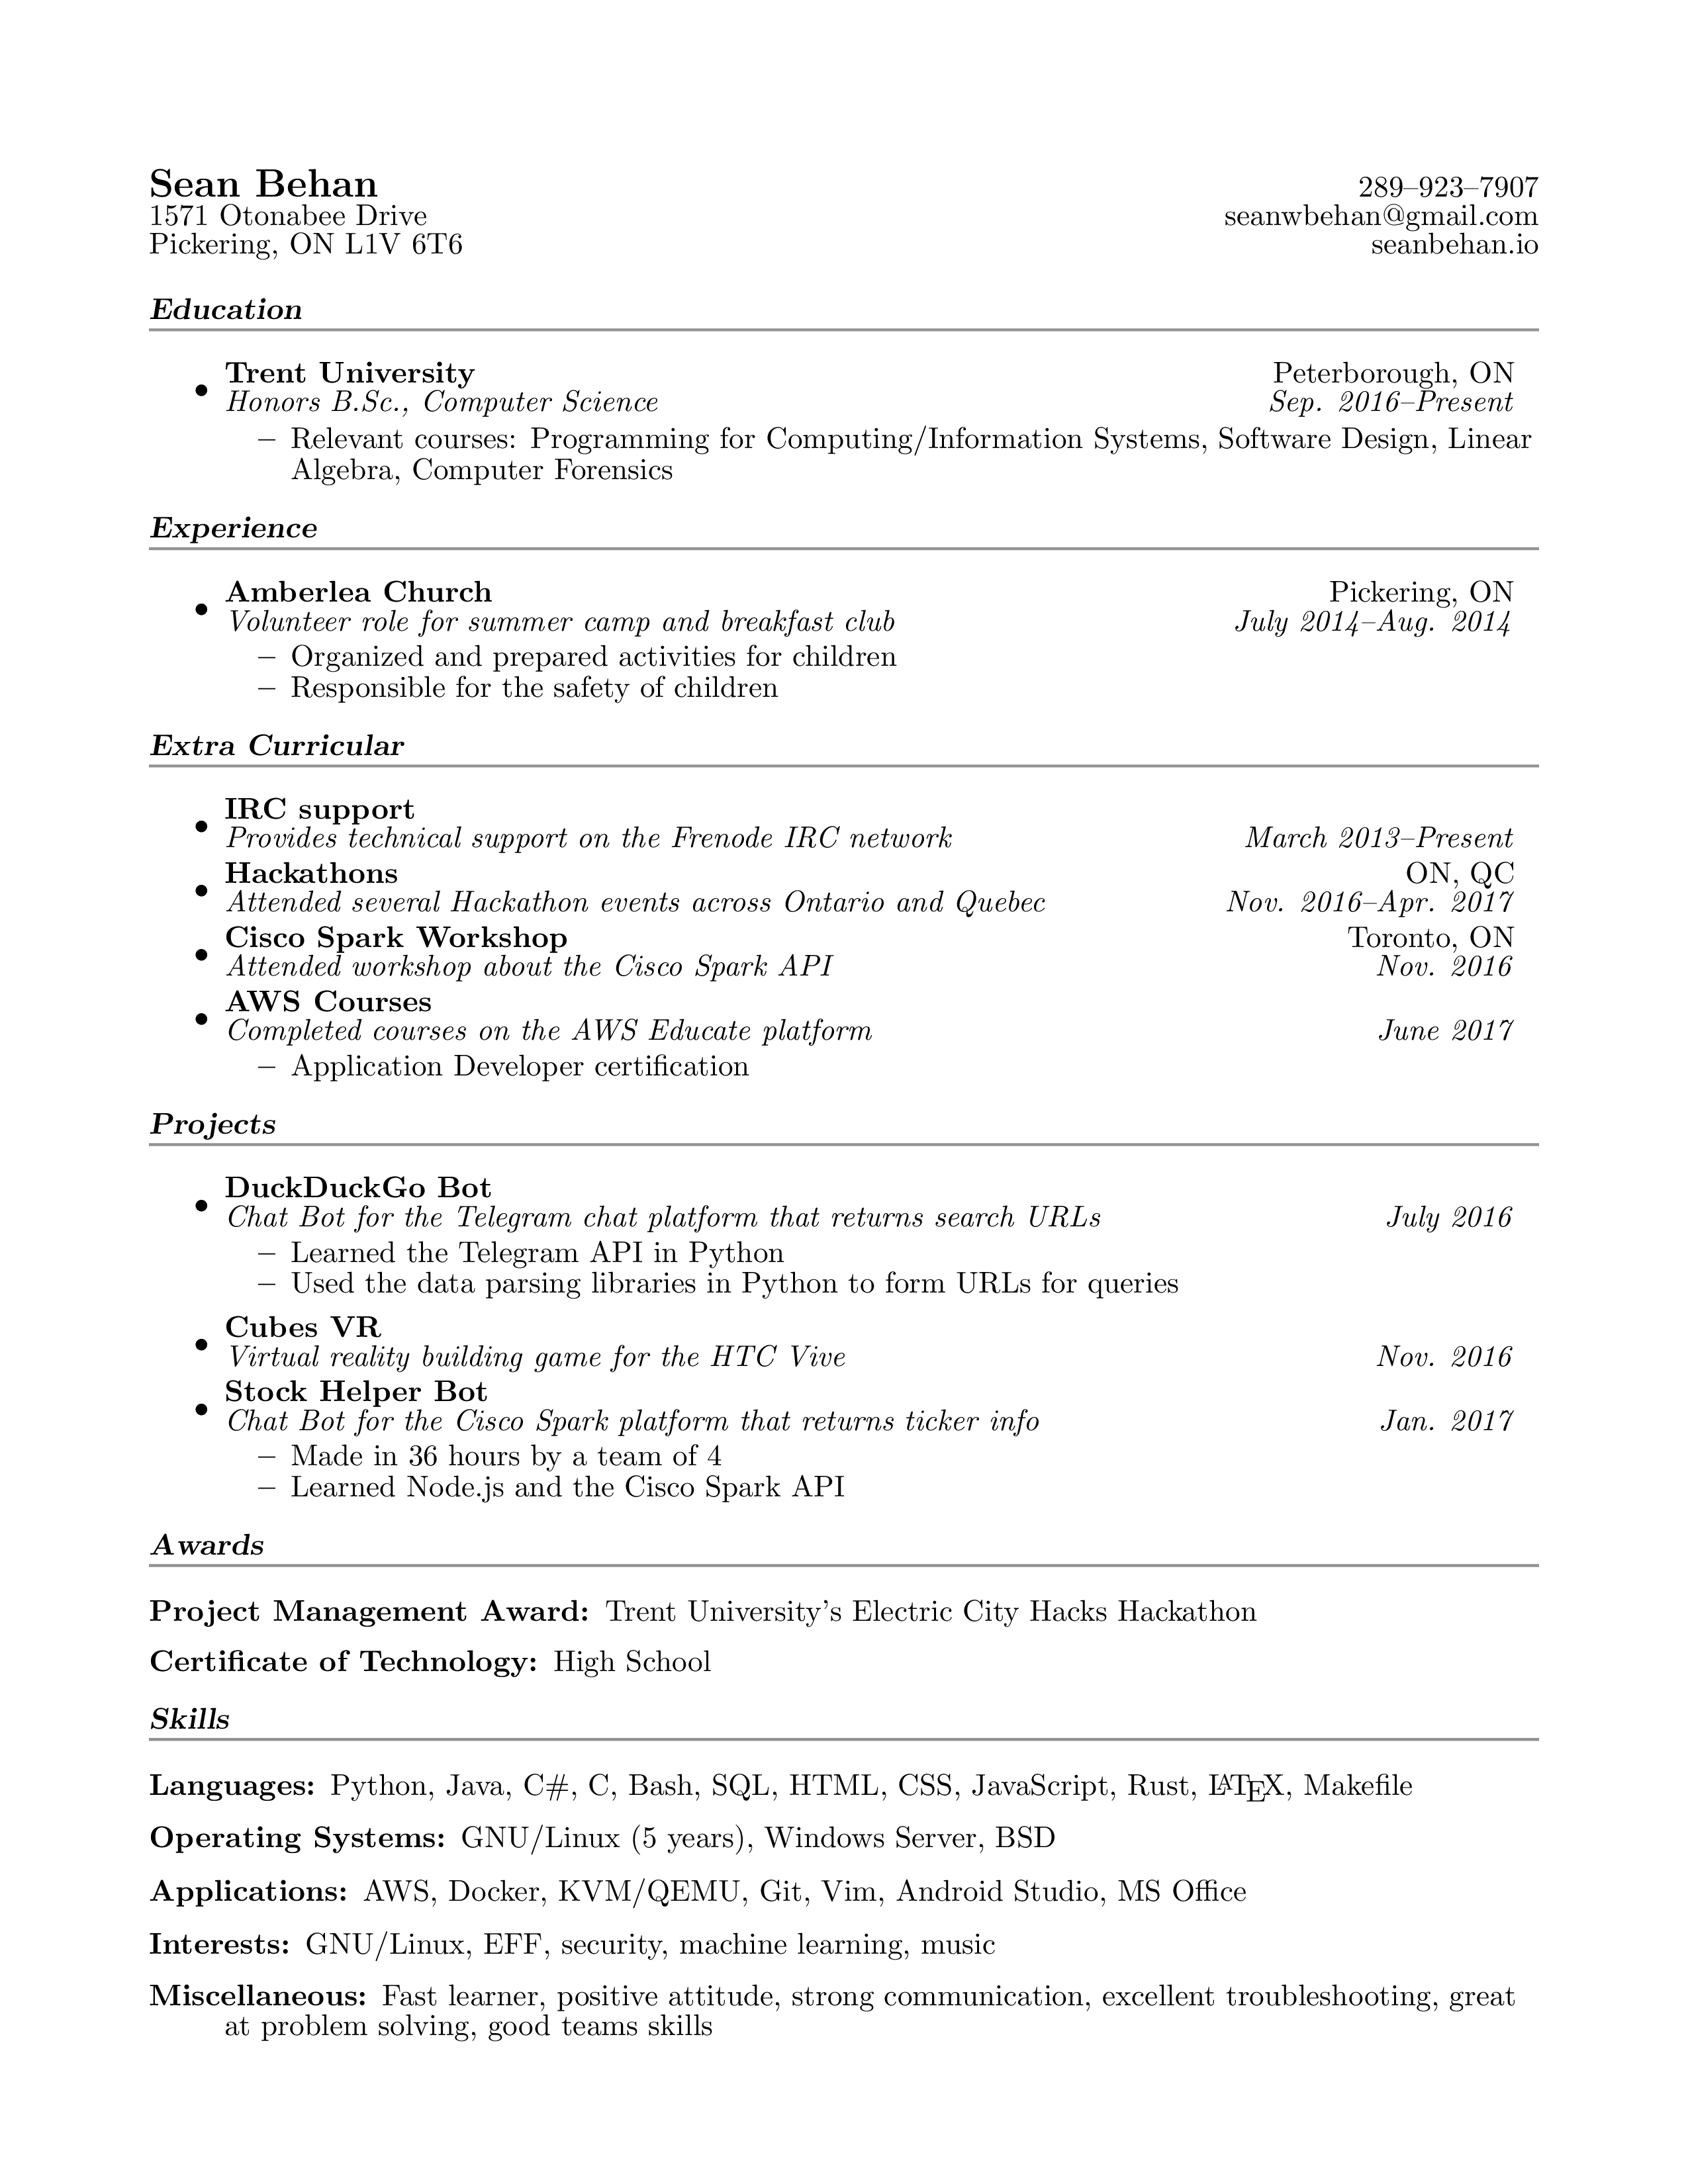 Sean Behan 289–923–7907
1571 Otonabee Drive seanwbehan@gmail.com
Pickering, ON L1V 6T6 seanbehan.io
Education
• Trent University Peterborough, ON
Honors B.Sc., Computer Science Sep. 2016–Present
– Relevant courses: Programming for Computing/Information Systems, Software Design, Linear
Algebra, Computer Forensics
Experience
• Amberlea Church Pickering, ON
Volunteer role for summer camp and breakfast club July 2014–Aug. 2014
– Organized and prepared activities for children
– Responsible for the safety of children
Extra Curricular
• IRC support
Provides technical support on the Frenode IRC network March 2013–Present
• Hackathons ON, QC
Attended several Hackathon events across Ontario and Quebec Nov. 2016–Apr. 2017
• Cisco Spark Workshop Toronto, ON
Attended workshop about the Cisco Spark API Nov. 2016
• AWS Courses
Completed courses on the AWS Educate platform June 2017
– Application Developer certification
Projects
• DuckDuckGo Bot
Chat Bot for the Telegram chat platform that returns search URLs July 2016
– Learned the Telegram API in Python
– Used the data parsing libraries in Python to form URLs for queries
• Cubes VR
Virtual reality building game for the HTC Vive Nov. 2016
• Stock Helper Bot
Chat Bot for the Cisco Spark platform that returns ticker info Jan. 2017
– Made in 36 hours by a team of 4
– Learned Node.js and the Cisco Spark API
Awards
Project Management Award: Trent University's Electric City Hacks Hackathon
Certificate of Technology: High School
Skills
Languages: Python, Java, C#, C, Bash, SQL, HTML, CSS, JavaScript, Rust, LATEX, Makefile
Operating Systems: GNU/Linux (5 years), Windows Server, BSD
Applications: AWS, Docker, KVM/QEMU, Git, Vim, Android Studio, MS Office
Interests: GNU/Linux, EFF, security, machine learning, music
Miscellaneous: Fast learner, positive attitude, strong communication, excellent troubleshooting, great
at problem solving, good teams skills